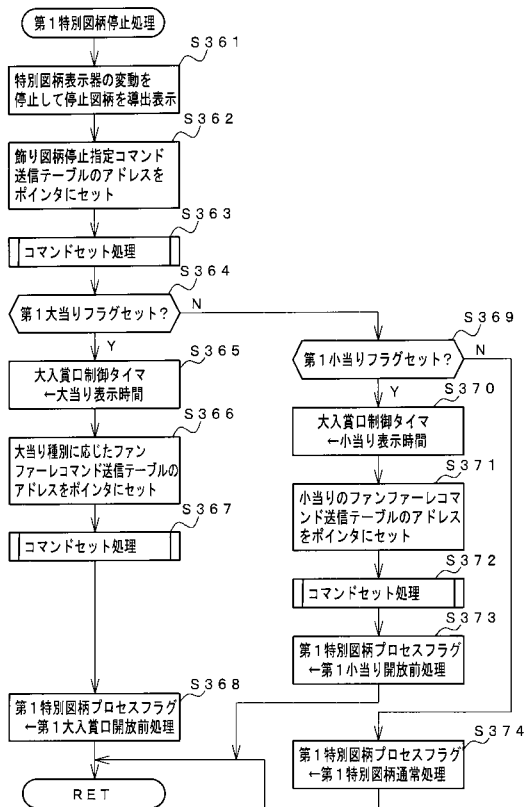 第１特別図柄停止処理
Ｓ３６１
特別図柄表示器の変動を
停止して停止図柄を導出表示
Ｓ３６２
飾り図柄停止指定コマンド
送信テーブルのアドレスを
ポインタにセット
Ｓ３６３
コマンドセット処理
Ｓ３６４
第１大当りフラグセット？
Ｎ
Ｙ
Ｓ３６５
大入賞口制御タイマ
←大当り表示時間
Ｓ３６６
大当り種別に応じたファン
ファーレコマンド送信テーブルの
アドレスをポインタにセット
Ｓ３６７
コマンドセット処理
Ｓ３６８
第１特別図柄プロセスフラグ
←第１大入賞口開放前処理
ＲＥＴ
Ｓ３６９
第１小当りフラグセット？
Ｎ
Ｙ
Ｓ３７０
大入賞口制御タイマ
←小当り表示時間
Ｓ３７１
小当りのファンファーレコマ
ンド送信テーブルのアドレス
をポインタにセット
Ｓ３７２
コマンドセット処理
Ｓ３７３
第１特別図柄プロセスフラグ
←第１小当り開放前処理
Ｓ３７４
第１特別図柄プロセスフラグ
←第１特別図柄通常処理